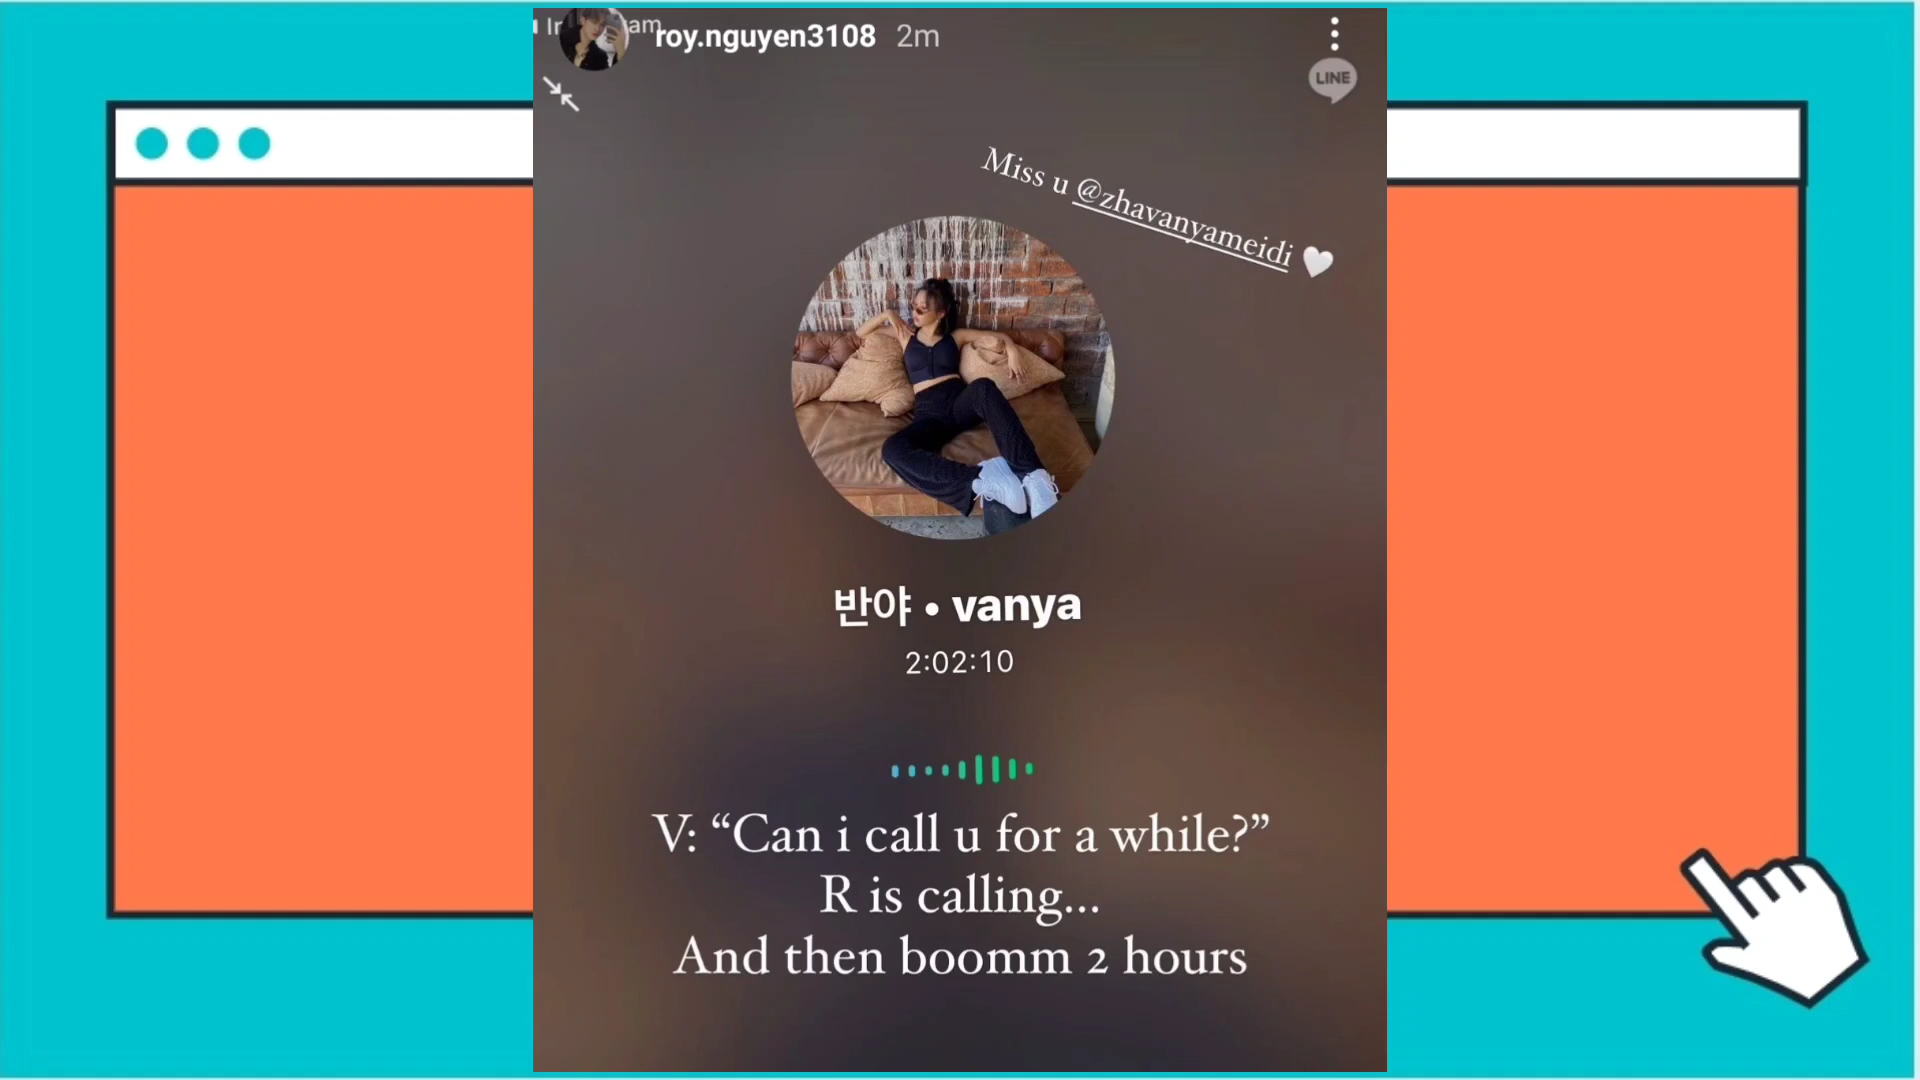 roy.nguyen3108 2m
LINE
Miss u @zhavanyameidi 🤍
반야 • vanya
2:02:10
V: “Can i call u for a while?”
R is calling...
And then boomm 2 hours